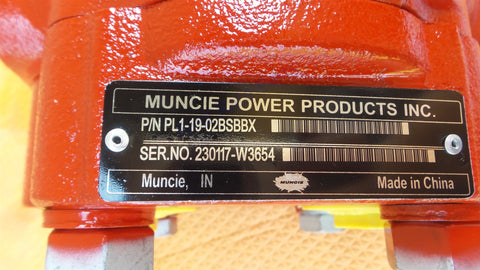 MUNCIE POWER PRODUCTS INC.
P/N PL1-19-02BSBBX
SER.NO. 230117-W3654
Muncie, IN MUNCIE Made in China